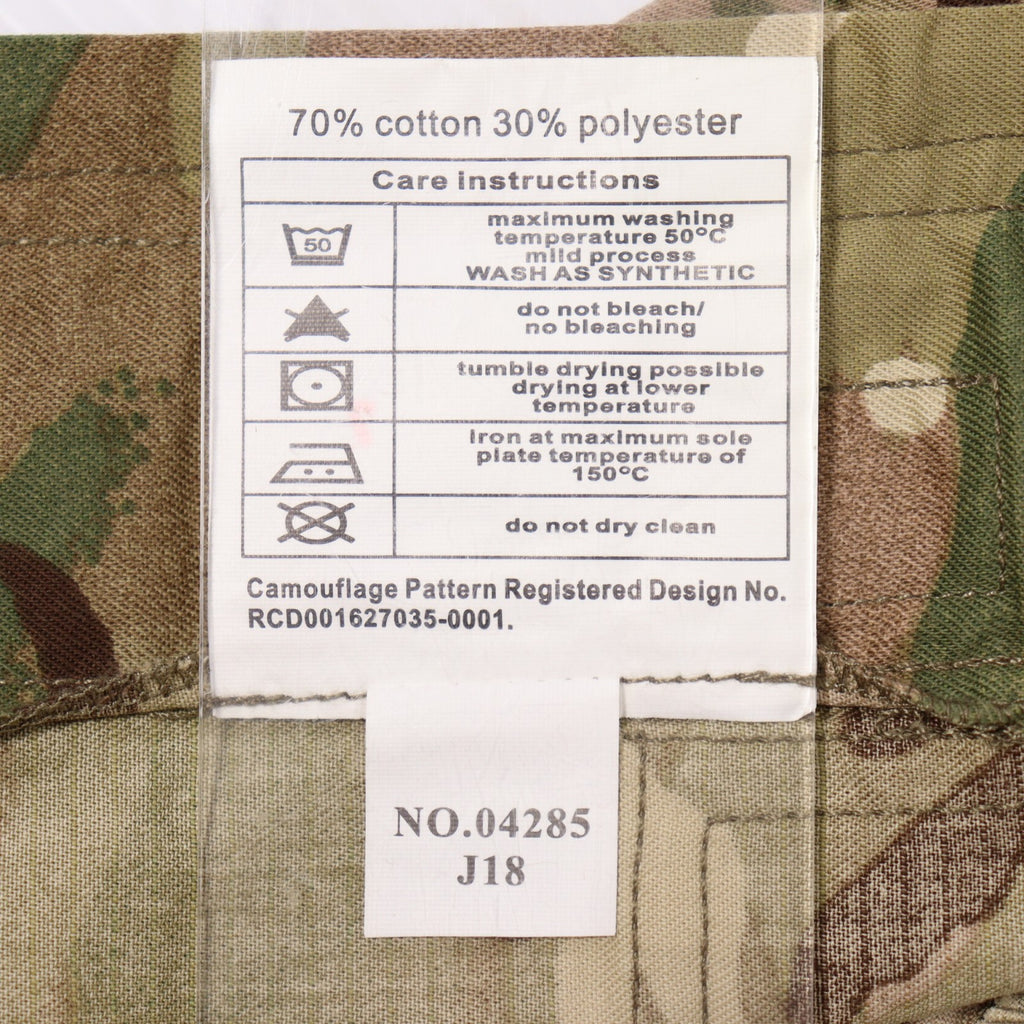 70% cotton 30% polyester
Care instructions
50
maximum washing
temperature 50°C
mild process
WASH AS SYNTHETIC
do not bleach/
no bleaching
tumble drying possible
drying at lower
temperature
iron at maximum sole
plate temperature of
150°C
do not dry clean
Camouflage Pattern Registered Design No.
RCD001627035-0001.
NO.04285
J18